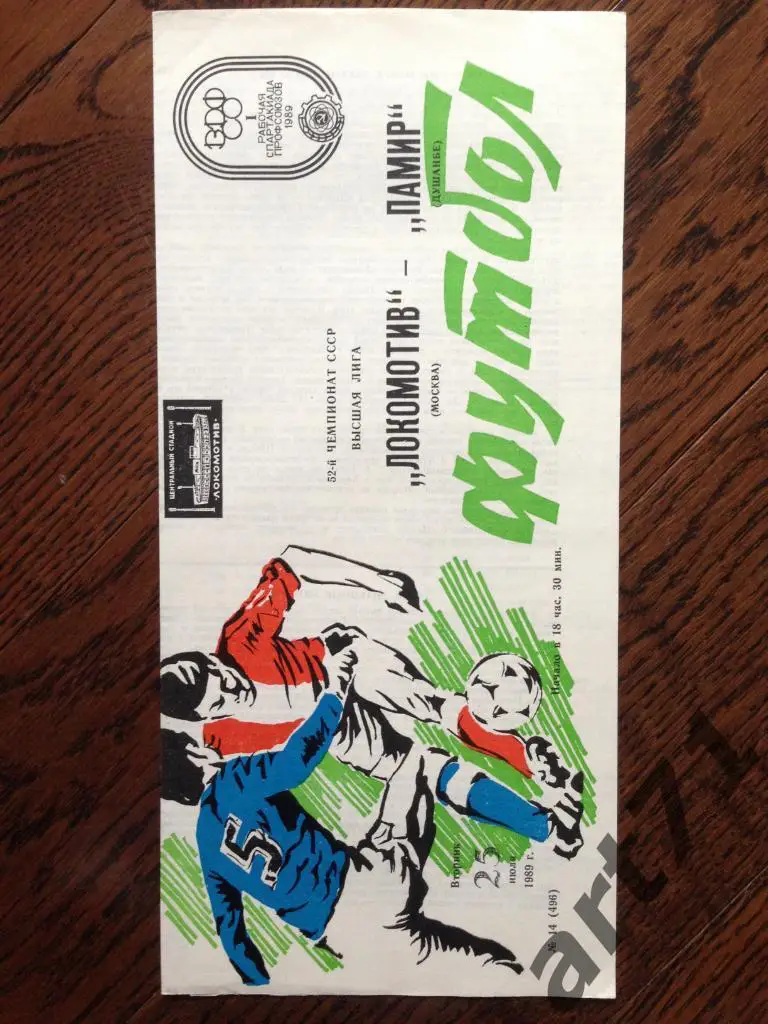 ВДФСО
I
РАБОЧАЯ
СПАРТАКИАДА
ПРОФСОЮЗОВ
1989
ЦЕНТРАЛЬНЫЙ СТАДИОН
·ЛОКОМОТИВ·
52-й ЧЕМПИОНАТ СССР
ВЫСШАЯ ЛИГА
„ЛОКОМОТИВ“ — „ПАМИР“
(МОСКВА) (ДУШАНБЕ)
футбол
5
Вторник
25
июля
1989 г.
Начало в 18 час. 30 мин.
№ 14 (496)
art71